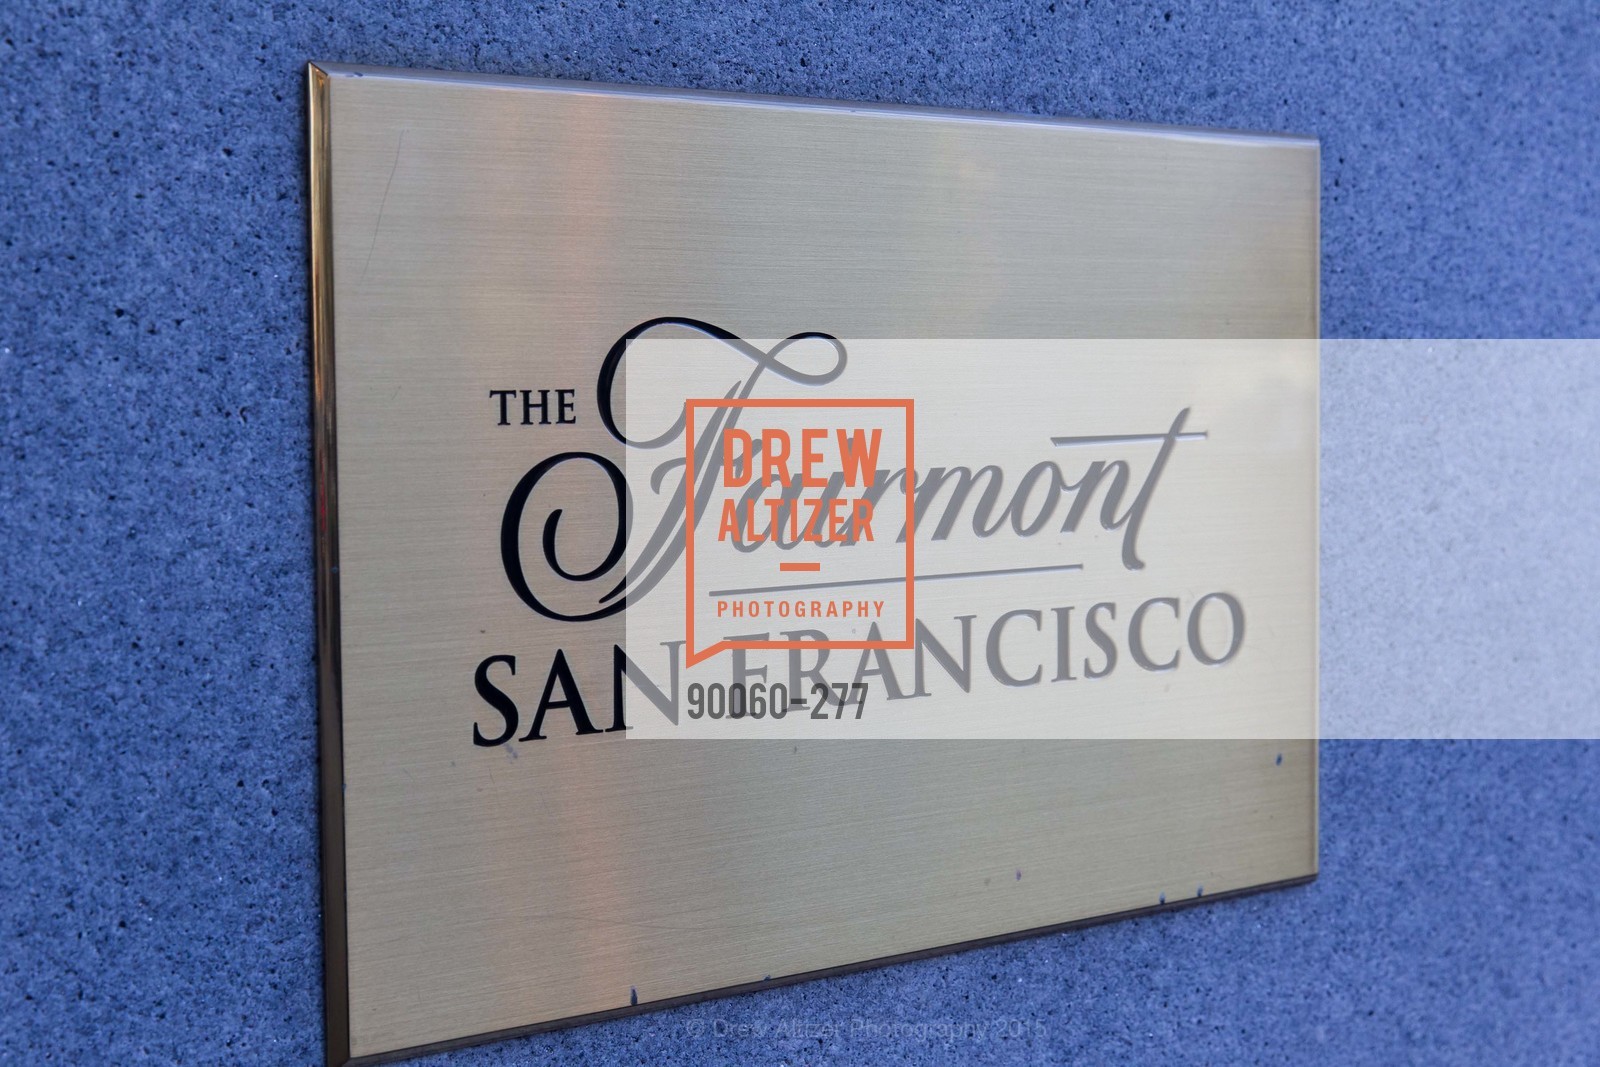 THE Fairmont
SAN FRANCISCO
DREW
ALTIZER
PHOTOGRAPHY
90060-277
© Drew Altizer Photography 2015